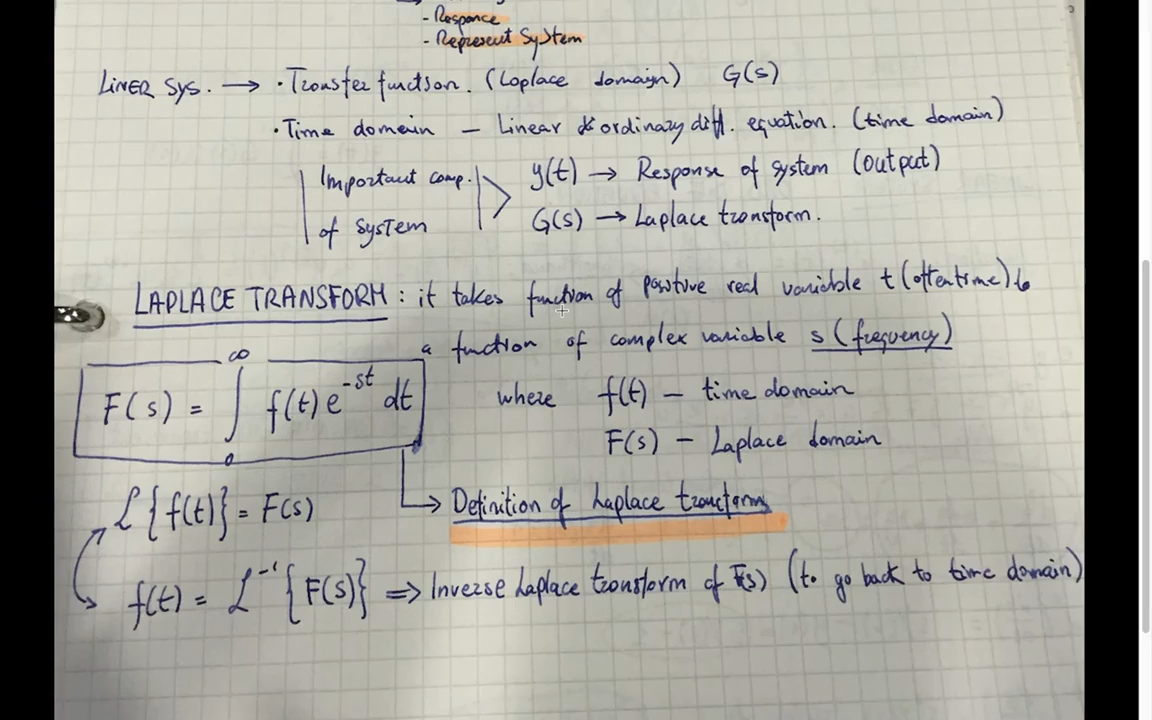 - Responce
- Represent System
LINER SYS. → • Transfer function. (Laplace domain) G(s)
• Time domein – Linear & ordinary diff. equation. (time domain)
Important comp. y(t) → Response of system (output)
of system G(s) → Laplace transform.
LAPLACE TRANSFORM : it takes function of positive real variable t (often time) to
a function of complex variable s (frequency)
F(s) = ∫₀^∞ f(t) e^-st dt where f(t) – time domain
F(s) – Laplace domain
ℒ{f(t)} = F(s) → Definition of Laplace transform
f(t) = ℒ^-1 {F(s)} ⇒ Inverse Laplace transform of F(s) (to go back to time domain)